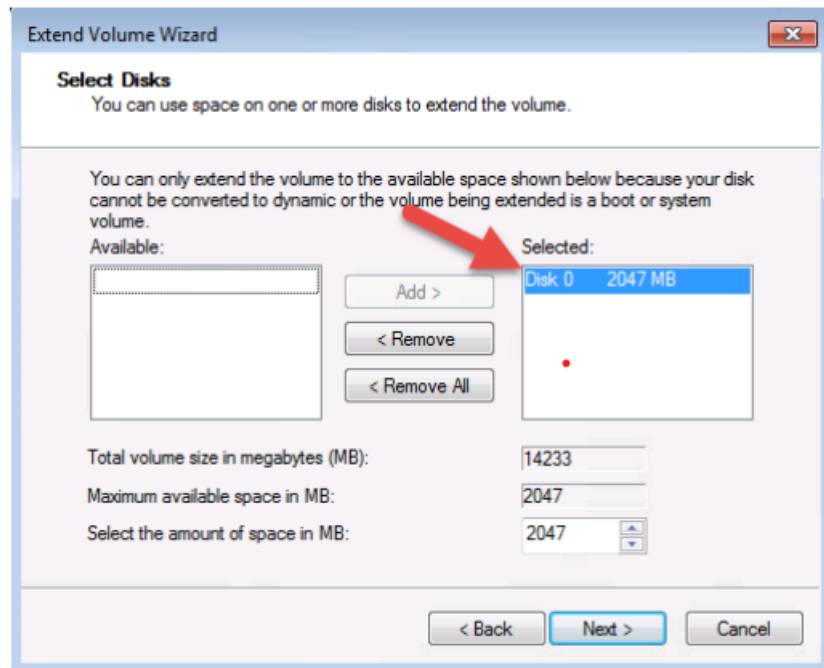 Extend Volume Wizard
Select Disks
You can use space on one or more disks to extend the volume.
You can only extend the volume to the available space shown below because your disk
cannot be converted to dynamic or the volume being extended is a boot or system
volume.
Available:
Selected:
Disk 0 2047 MB
Add >
< Remove
< Remove All
Total volume size in megabytes (MB): 14233
Maximum available space in MB: 2047
Select the amount of space in MB: 2047
< Back Next > Cancel